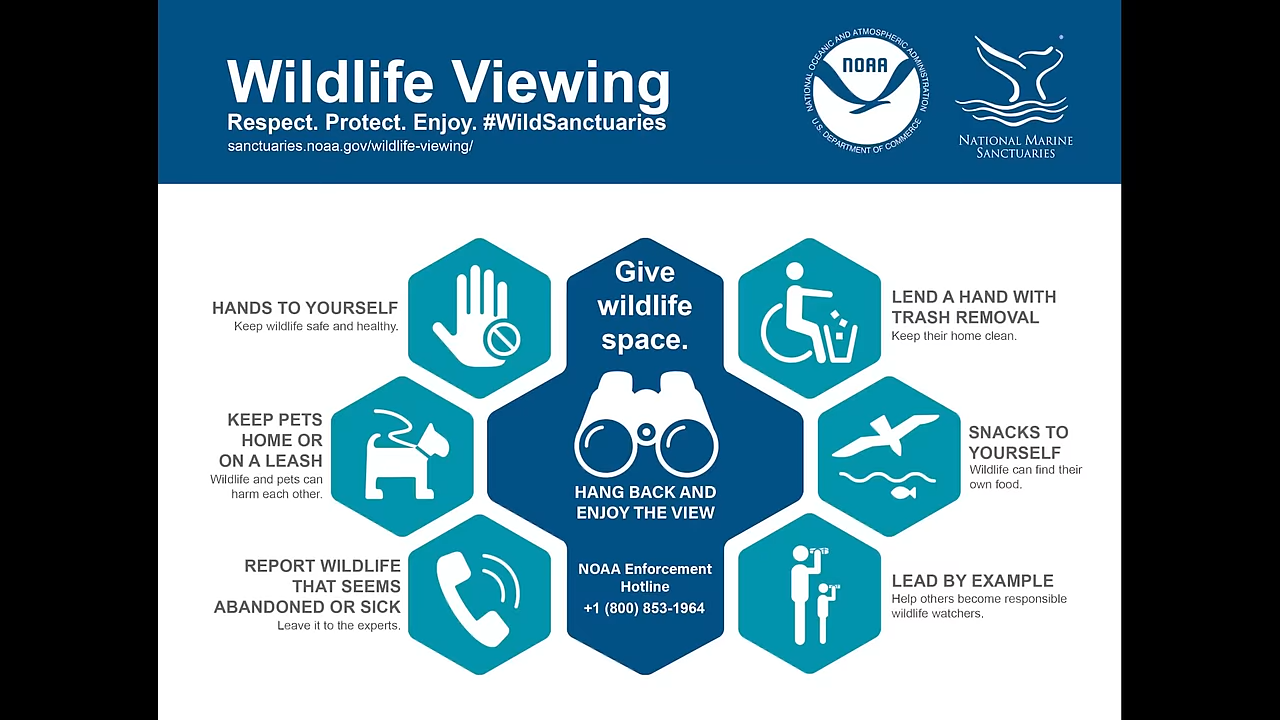 Wildlife Viewing
Respect. Protect. Enjoy. #WildSanctuaries
sanctuaries.noaa.gov/wildlife-viewing/
NATIONAL OCEANIC AND ATMOSPHERIC ADMINISTRATION
NOAA
U.S. DEPARTMENT OF COMMERCE
NATIONAL MARINE
SANCTUARIES
HANDS TO YOURSELF
Keep wildlife safe and healthy.
KEEP PETS
HOME OR
ON A LEASH
Wildlife and pets can
harm each other.
REPORT WILDLIFE
THAT SEEMS
ABANDONED OR SICK
Leave it to the experts.
Give
wildlife
space.
HANG BACK AND
ENJOY THE VIEW
NOAA Enforcement
Hotline
+1 (800) 853-1964
LEND A HAND WITH
TRASH REMOVAL
Keep their home clean.
SNACKS TO
YOURSELF
Wildlife can find their
own food.
LEAD BY EXAMPLE
Help others become responsible
wildlife watchers.